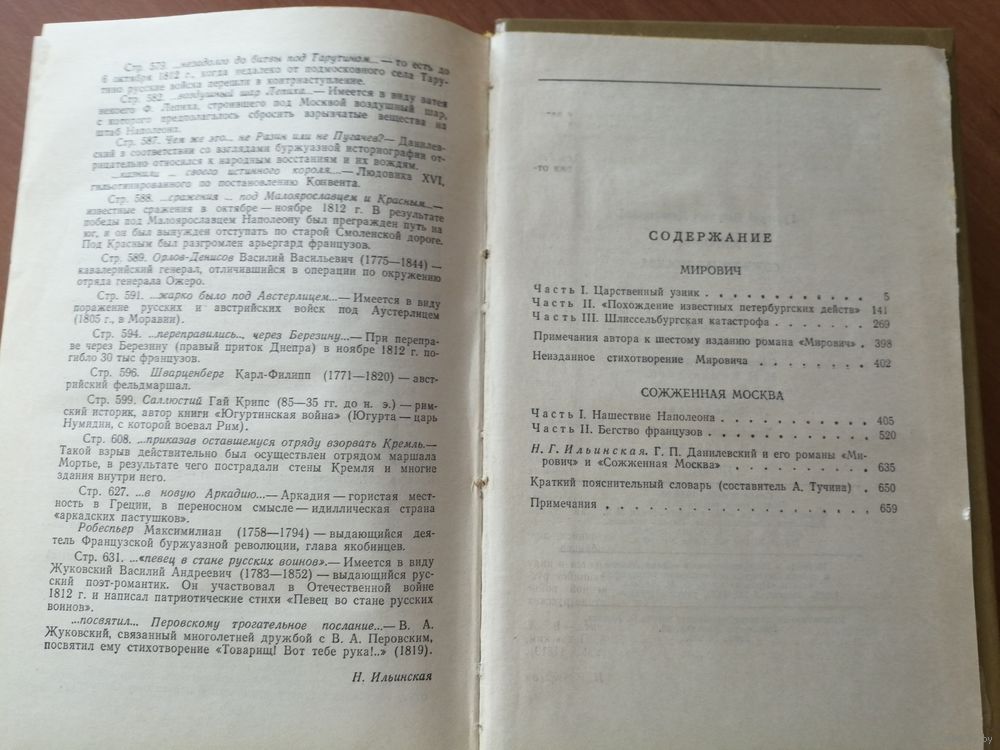 Стр. 573. ...незадолго до битвы под Тарутином...— то есть до
6 октября 1812 г., когда недалеко от подмосковного села Тару-
тино русские войска перешли в контрнаступление.
Стр. 582. ...воздушный шар Лепиха...— Имеется в виду затея
некоего Ф. Лепиха, строившего под Москвой воздушный шар,
с которого предполагалось сбросить взрывчатые вещества на
штаб Наполеона.
Стр. 587. Чем же это... не Разин или не Пугачев?— Данилев-
ский в соответствии со взглядами буржуазной историографии от-
рицательно относился к народным восстаниям и их вождям.
...казнили ... своего истинного короля...— Людовика XVI,
гильотинированного по постановлению Конвента.
Стр. 588. ...сражения ... под Малоярославцем и Красным...—
известные сражения в октябре — ноябре 1812 г. В результате
победы под Малоярославцем Наполеону был прегражден путь на
юг, и он был вынужден отступать по старой Смоленской дороге.
Под Красным был разгромлен арьергард французов.
Стр. 589. Орлов-Денисов Василий Васильевич (1775—1844) —
кавалерийский генерал, отличившийся в операции по окружению
отряда генерала Ожеро.
Стр. 591. ...жарко было под Австерлицем...— Имеется в виду
поражение русских и австрийских войск под Аустерлицем
(1805 г., в Моравии).
Стр. 594. ...переправились.., через Березину...— При перепра-
ве через Березину (правый приток Днепра) в ноябре 1812 г. по-
гибло 30 тыс французов.
Стр. 596. Шварценберг Карл-Филипп (1771—1820) — авст-
рийский фельдмаршал.
Стр. 599. Саллюстий Гай Крипс (85—35 гг. до н. э.) — рим-
ский историк, автор книги «Югуртинская война» (Югурта — царь
Нумидии, с которой воевал Рим).
Стр. 608. ...приказав оставшемуся отряду взорвать Кремль.—
Такой взрыв действительно был осуществлен отрядом маршала
Мортье, в результате чего пострадали стены Кремля и многие
здания внутри него.
Стр. 627. ...в новую Аркадию...— Аркадия — гористая мест-
ность в Греции, в переносном смысле — идиллическая страна
«аркадских пастушков».
Робеспьер Максимилиан (1758—1794) — выдающийся дея-
тель Французской буржуазной революции, глава якобинцев.
Стр. 631. ...«певец в стане русских воинов».— Имеется в виду
Жуковский Василий Андреевич (1783—1852) — выдающийся рус-
ский поэт-романтик. Он участвовал в Отечественной войне
1812 г. и написал патриотические стихи «Певец во стане русских
воинов».
...посвятил... Перовскому трогательное послание...— В. А.
Жуковский, связанный многолетней дружбой с В. А. Перовским,
посвятил ему стихотворение «Товарищ! Вот тебе рука!..» (1819).
Н. Ильинская
СОДЕРЖАНИЕ
МИРОВИЧ
Часть I. Царственный узник . . . . . . . . . . . . 5
Часть II. «Похождение известных петербургских действ» 141
Часть III. Шлиссельбургская катастрофа . . . . . . . 269
Примечания автора к шестому изданию романа «Мирович» . 398
Неизданное стихотворение Мировича . . . . . . . . 402
СОЖЖЕННАЯ МОСКВА
Часть I. Нашествие Наполеона . . . . . . . . . . . 405
Часть II. Бегство французов . . . . . . . . . . . . 520
Н. Г. Ильинская. Г. П. Данилевский и его романы «Ми-
рович» и «Сожженная Москва» . . . . . . . . . . 635
Краткий пояснительный словарь (составитель А. Тучина) . 650
Примечания . . . . . . . . . . . . . . . . . 659